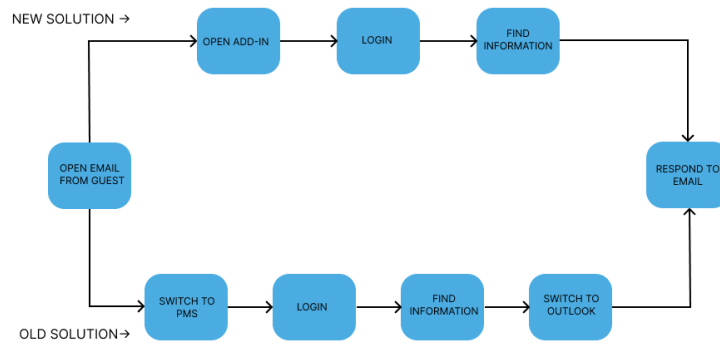 NEW SOLUTION →
OPEN ADD-IN
LOGIN
FIND
INFORMATION
OPEN EMAIL
FROM GUEST
RESPOND TO
EMAIL
SWITCH TO
PMS
LOGIN
FIND
INFORMATION
SWITCH TO
OUTLOOK
OLD SOLUTION→